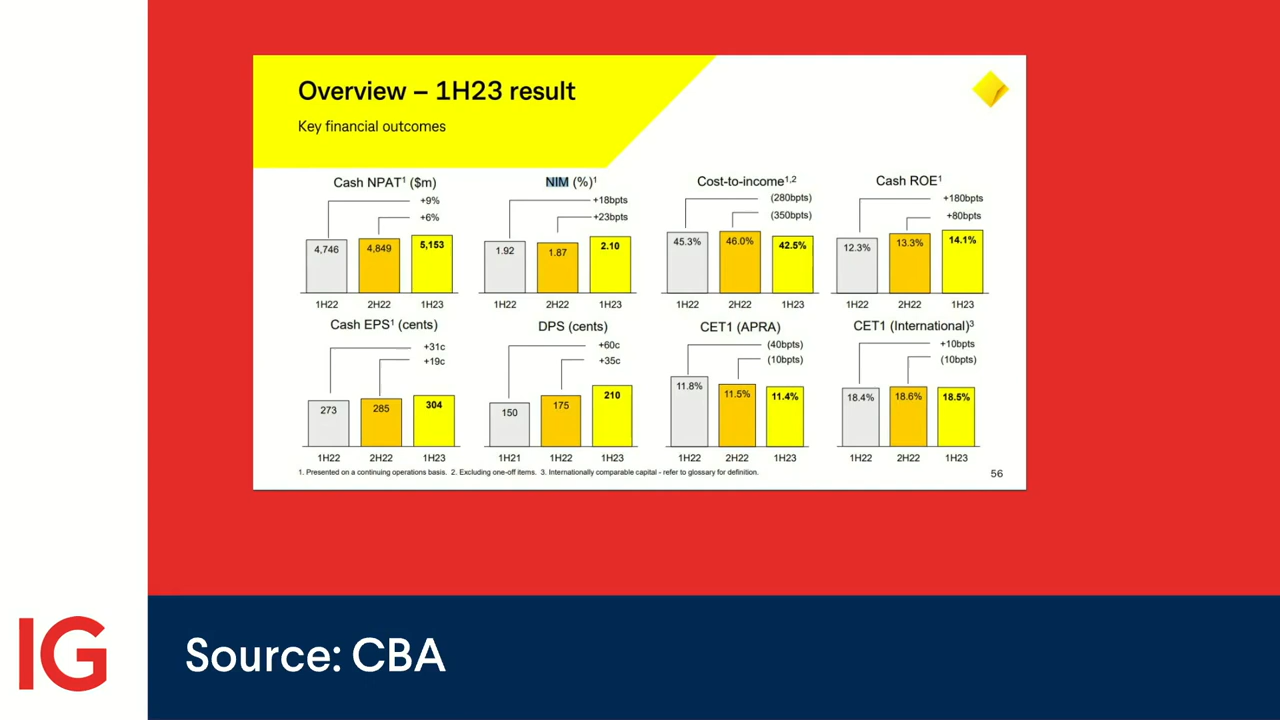 Overview – 1H23 result
Key financial outcomes
Cash NPAT¹ ($m)
+9%
+6%
4,746
4,849
5,153
1H22
2H22
1H23
NIM (%)¹
+18bpts
+23bpts
1.92
1.87
2.10
1H22
2H22
1H23
Cost-to-income¹,²
(280bpts)
(350bpts)
45.3%
46.0%
42.5%
1H22
2H22
1H23
Cash ROE¹
+180bpts
+80bpts
12.3%
13.3%
14.1%
1H22
2H22
1H23
Cash EPS¹ (cents)
+31c
+19c
273
285
304
1H22
2H22
1H23
DPS (cents)
+60c
+35c
150
175
210
1H21
1H22
1H23
CET1 (APRA)
(40bpts)
(10bpts)
11.8%
11.5%
11.4%
1H22
2H22
1H23
CET1 (International)³
+10bpts
(10bpts)
18.4%
18.6%
18.5%
1H22
2H22
1H23
1. Presented on a continuing operations basis. 2. Excluding one-off items. 3. Internationally comparable capital - refer to glossary for definition.
56
IG
Source: CBA